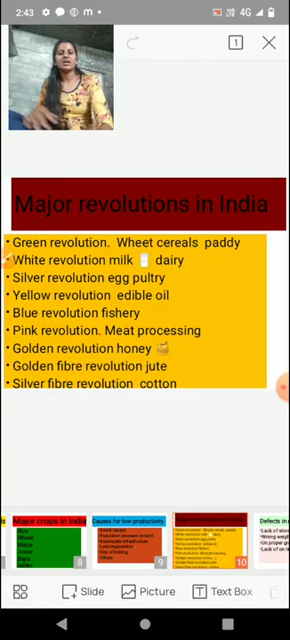 2:43
4G
1
Major revolutions in India
• Green revolution. Wheet cereals paddy
• White revolution milk 🥛 dairy
• Silver revolution egg pultry
• Yellow revolution edible oil
• Blue revolution fishery
• Pink revolution. Meat processing
• Golden revolution honey 🍯
• Golden fibre revolution jute
• Silver fibre revolution cotton
Major crops in India
8
Causes for low productivity
9
10
Defects in
Slide
Picture
Text Box